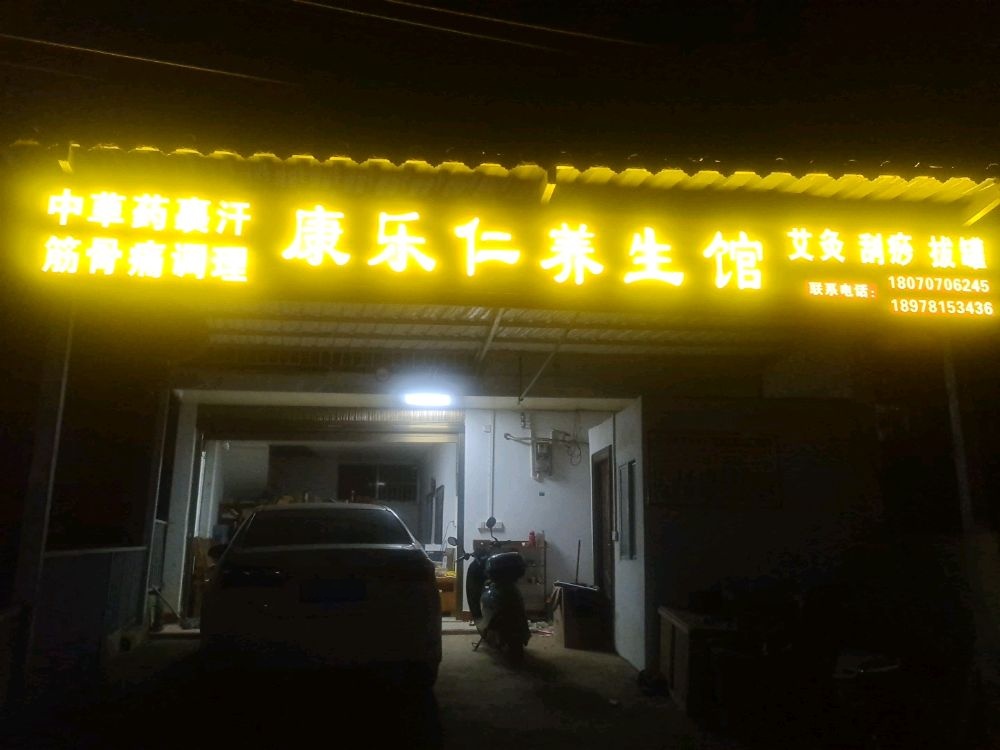 中草药裹汗
筋骨痛调理
康乐仁养生馆
艾灸 刮痧 拔罐
联系电话：18070706245
18978153436